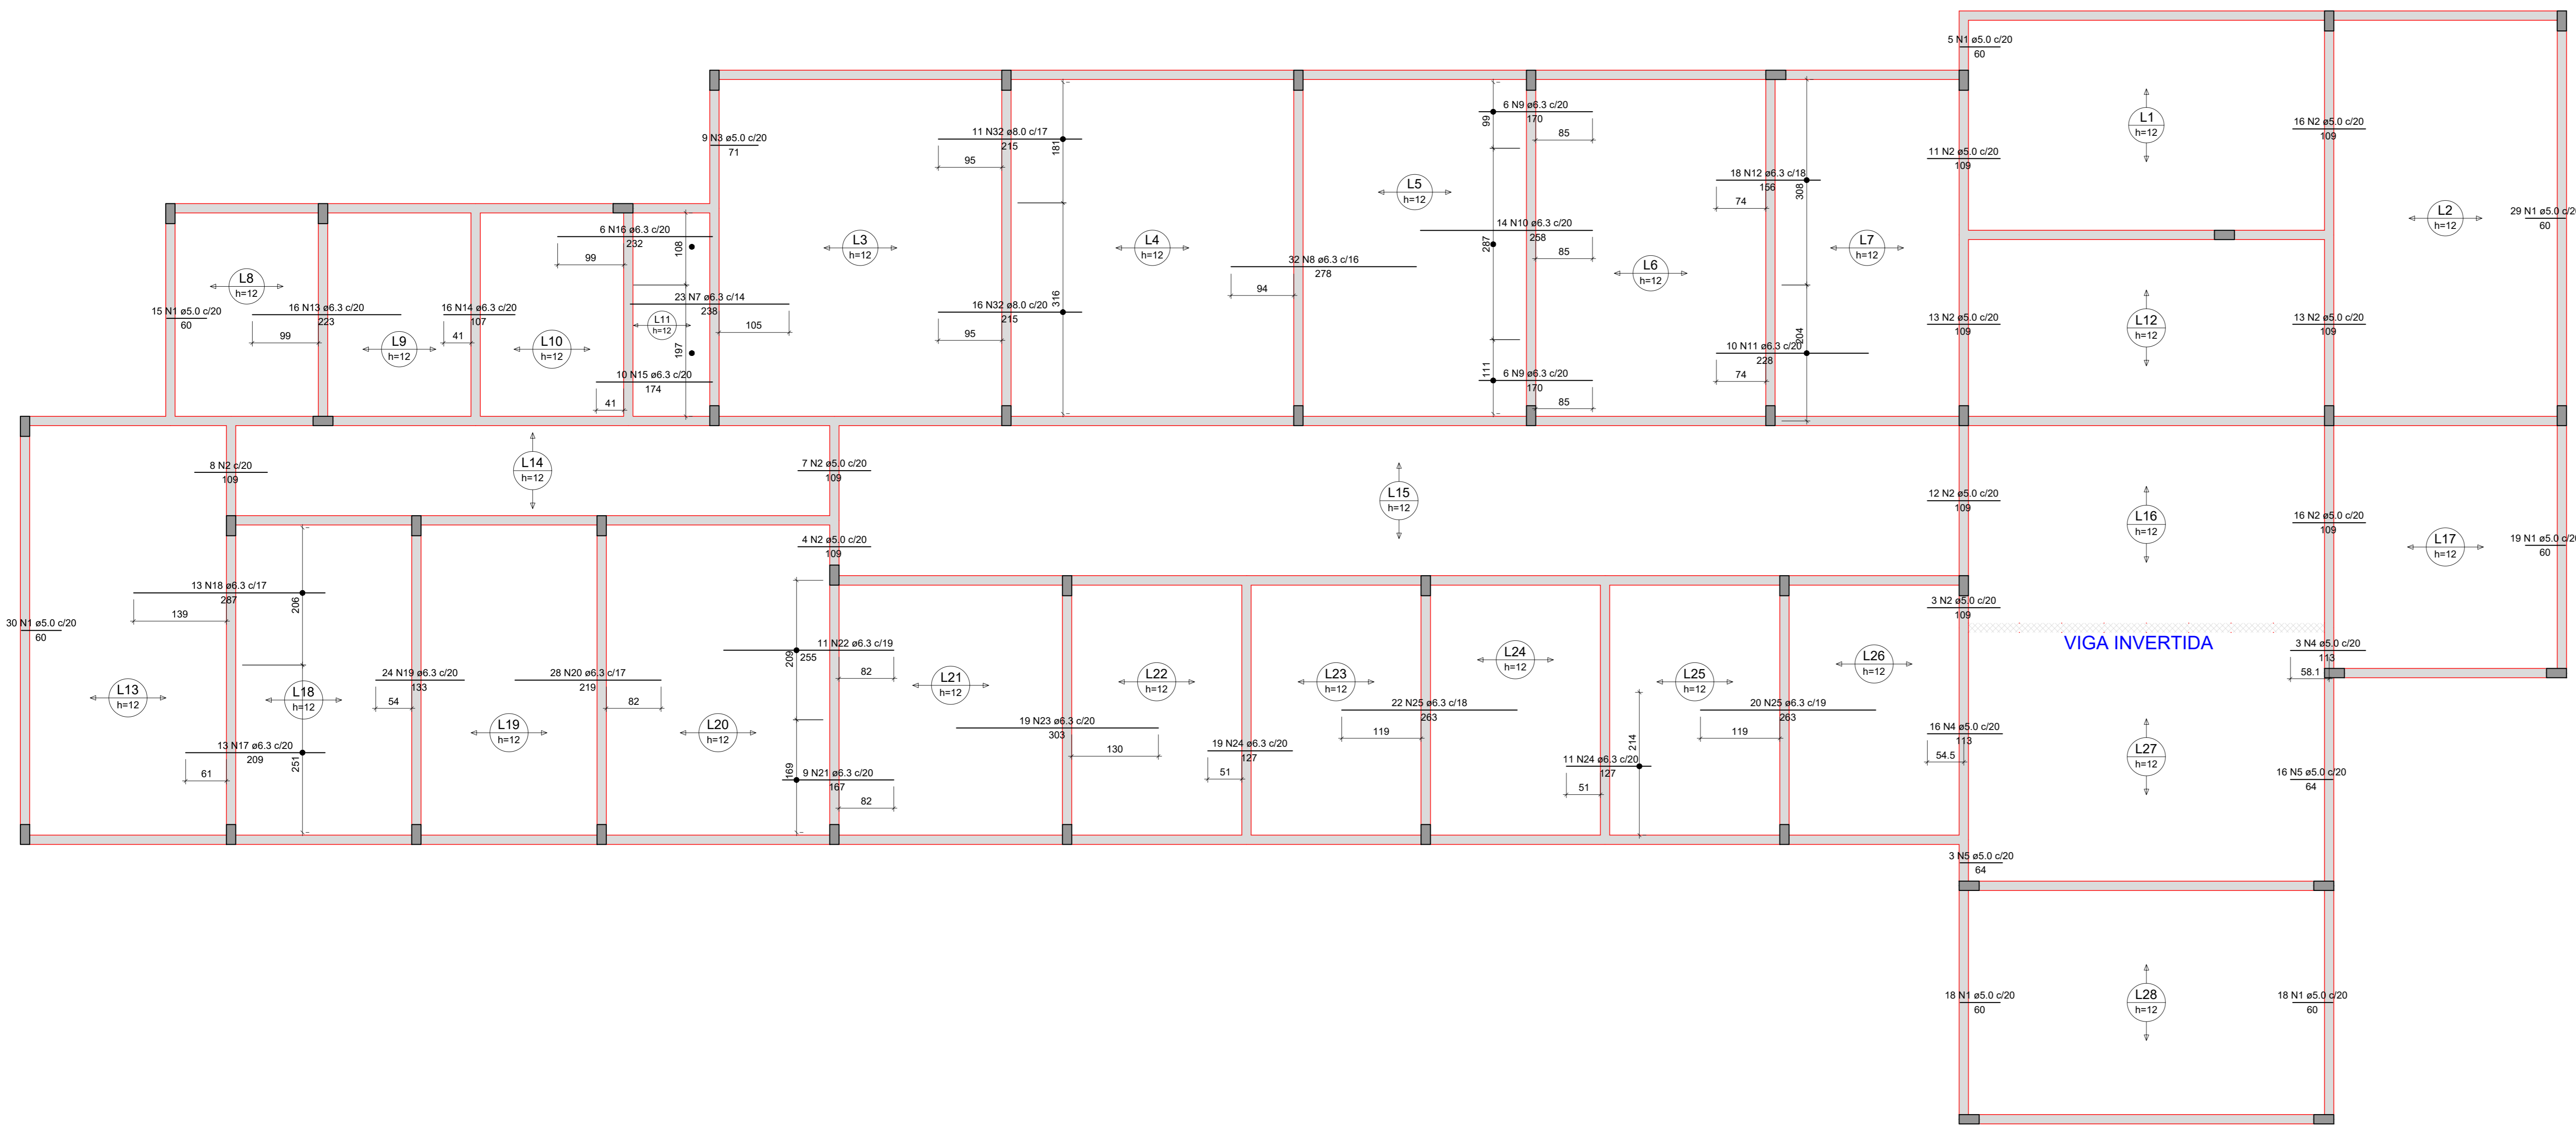 5 N1 ø5.0 c/20
60
L1
h=12
16 N2 ø5.0 c/20
109
11 N2 ø5.0 c/20
109
L2
h=12
29 N1 ø5.0 c/20
60
9 N3 ø5.0 c/20
71
11 N32 ø8.0 c/17
215
95
181
6 N9 ø6.3 c/20
170
85
99
18 N12 ø6.3 c/18
156
74
308
L3
h=12
L4
h=12
L5
h=12
14 N10 ø6.3 c/20
258
85
287
L6
h=12
L7
h=12
32 N8 ø6.3 c/16
278
94
16 N32 ø8.0 c/20
215
95
316
6 N9 ø6.3 c/20
170
85
111
10 N11 ø6.3 c/20
228
74
204
13 N2 ø5.0 c/20
109
L12
h=12
13 N2 ø5.0 c/20
109
6 N16 ø6.3 c/20
232
99
108
L8
h=12
15 N1 ø5.0 c/20
60
16 N13 ø6.3 c/20
223
99
L9
h=12
16 N14 ø6.3 c/20
107
41
L10
h=12
23 N7 ø6.3 c/14
238
105
L11
h=12
197
10 N15 ø6.3 c/20
174
41
8 N2 c/20
109
L14
h=12
7 N2 ø5.0 c/20
109
L15
h=12
12 N2 ø5.0 c/20
109
L16
h=12
16 N2 ø5.0 c/20
109
L17
h=12
19 N1 ø5.0 c/20
60
4 N2 ø5.0 c/20
109
13 N18 ø6.3 c/17
287
139
206
30 N1 ø5.0 c/20
60
3 N2 ø5.0 c/20
109
VIGA INVERTIDA
3 N4 ø5.0 c/20
113
58.1
L13
h=12
L18
h=12
24 N19 ø6.3 c/20
133
54
28 N20 ø6.3 c/17
219
82
L19
h=12
L20
h=12
11 N22 ø6.3 c/19
255
82
209
L21
h=12
L22
h=12
L23
h=12
L24
h=12
L25
h=12
L26
h=12
22 N25 ø6.3 c/18
263
119
20 N25 ø6.3 c/19
263
119
19 N23 ø6.3 c/20
303
130
19 N24 ø6.3 c/20
127
51
11 N24 ø6.3 c/20
127
51
214
16 N4 ø5.0 c/20
113
54.5
L27
h=12
16 N5 ø5.0 c/20
64
13 N17 ø6.3 c/20
209
61
251
9 N21 ø6.3 c/20
167
82
169
3 N5 ø5.0 c/20
64
18 N1 ø5.0 c/20
60
L28
h=12
18 N1 ø5.0 c/20
60